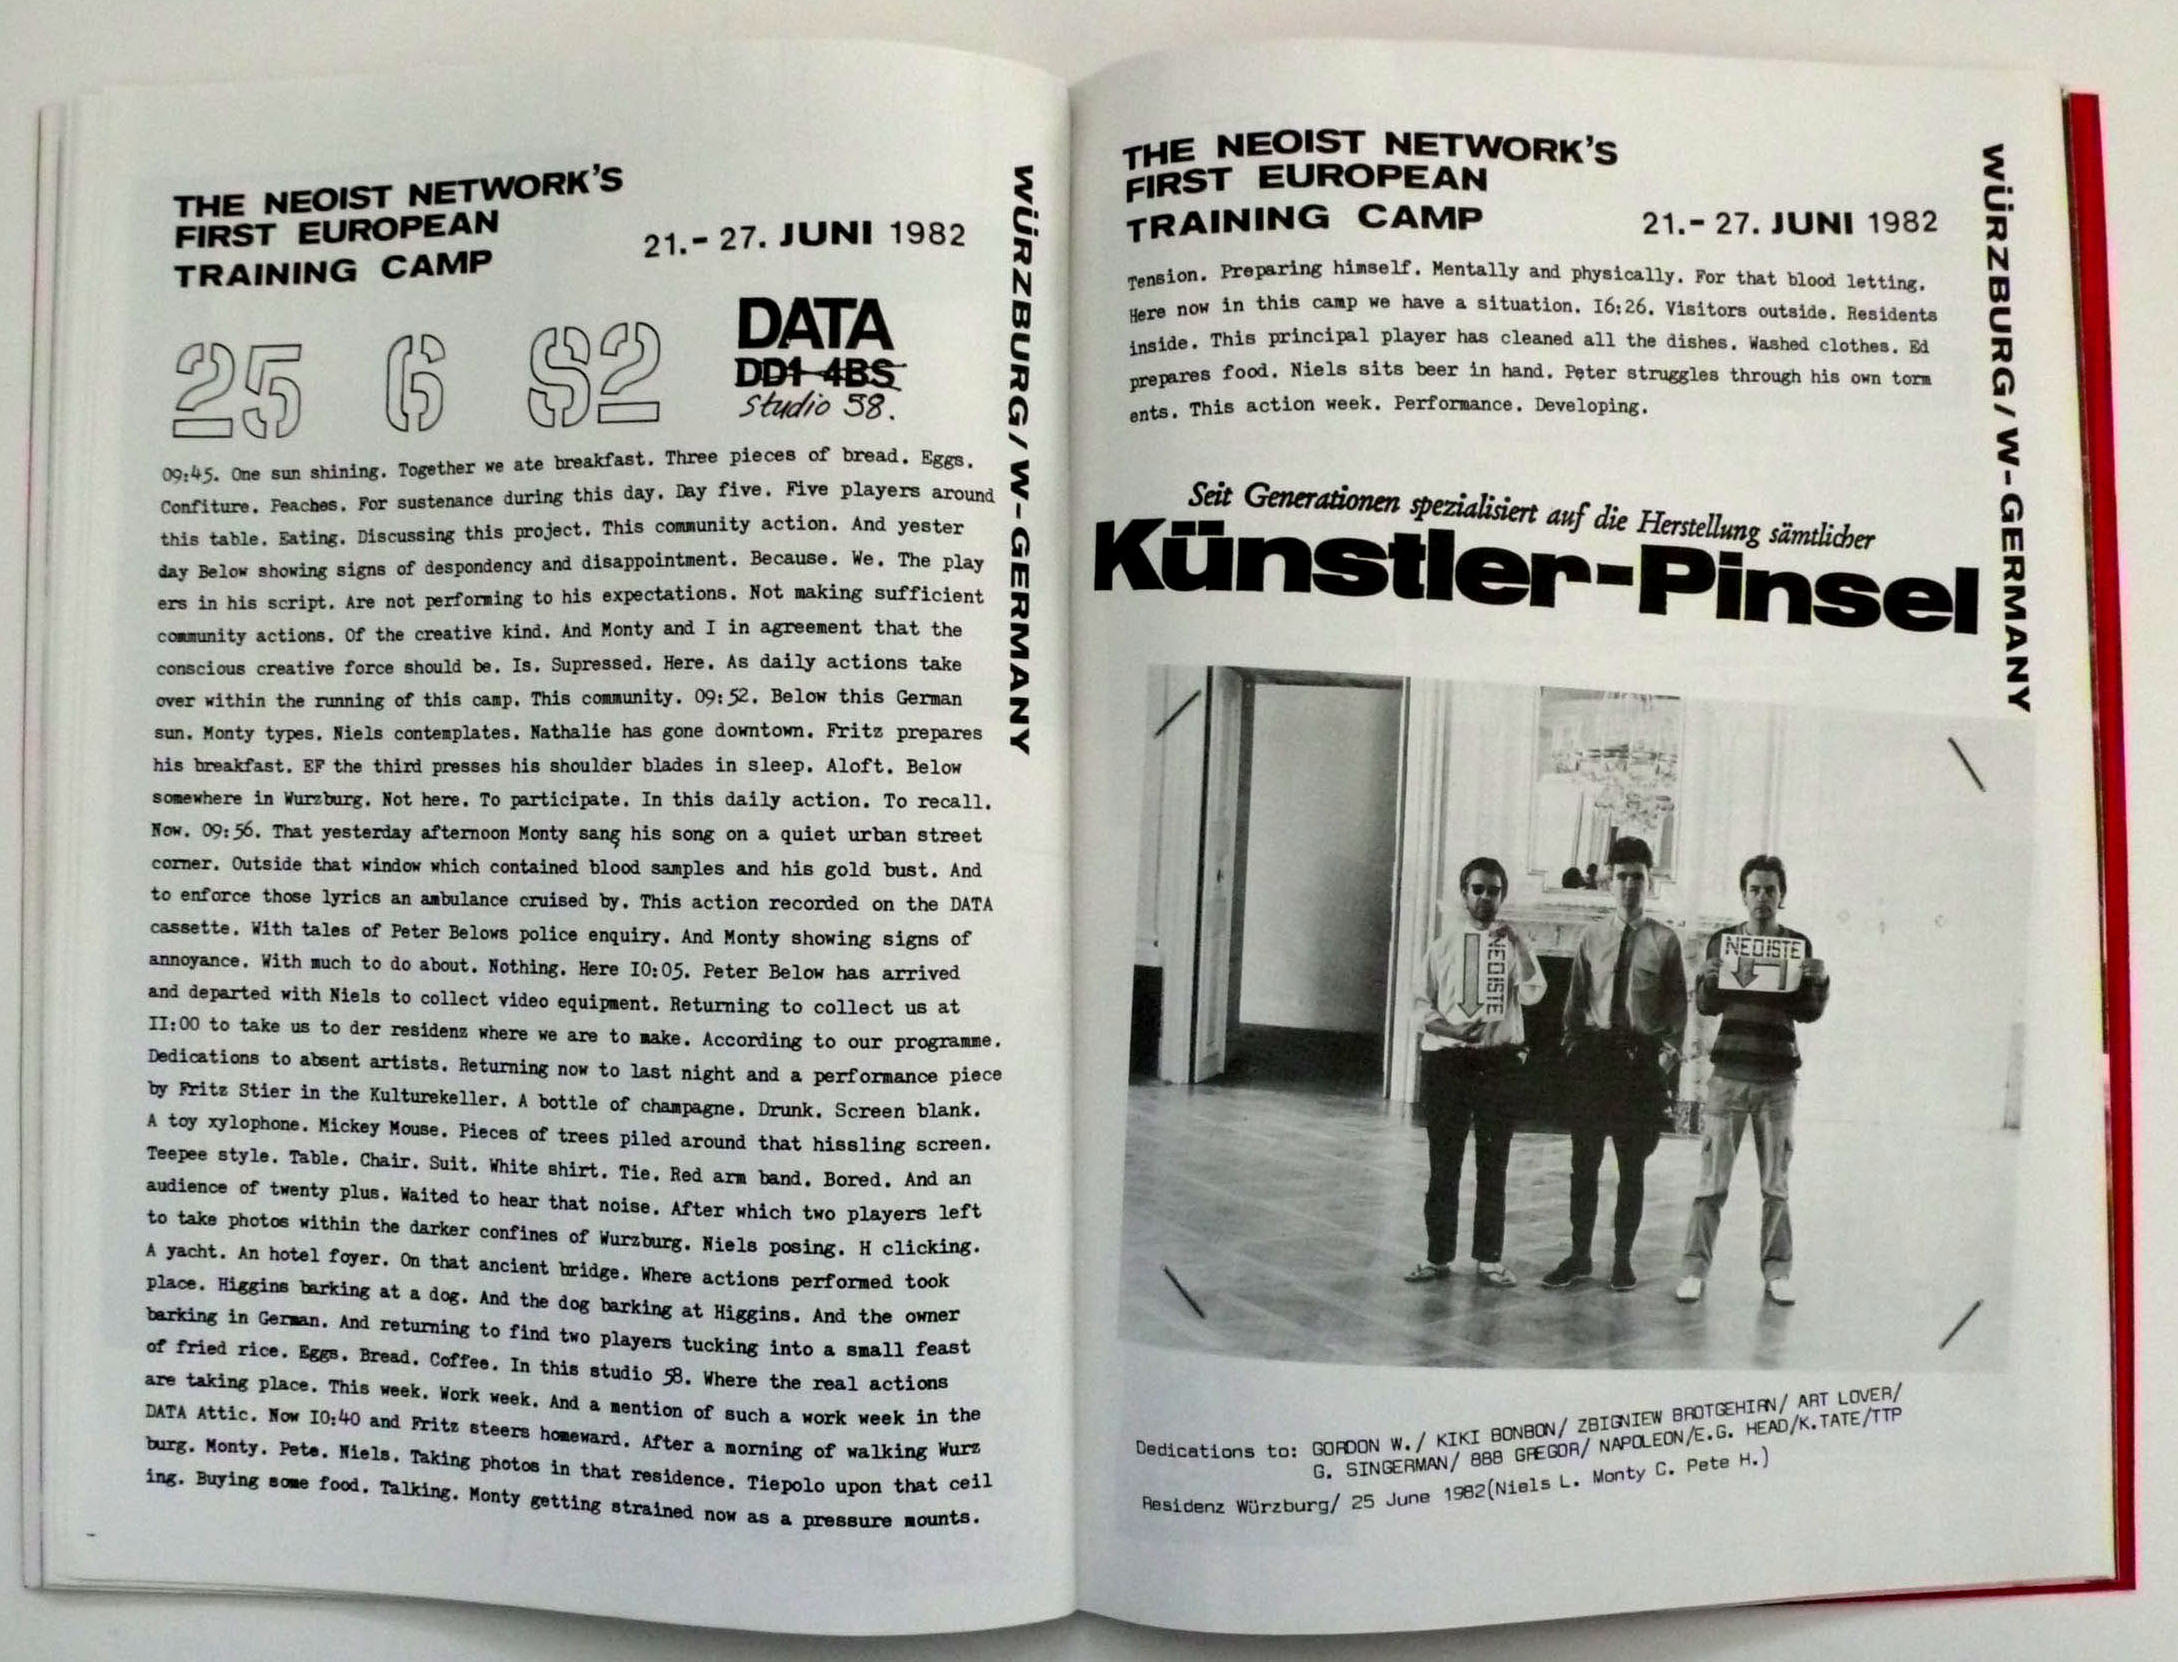 THE NEOIST NETWORK'S
FIRST EUROPEAN
TRAINING CAMP
21.- 27. JUNI 1982
WÜRZBURG/W-GERMANY
25 6 82
DATA
DD1 4BS
Studio 58.
09:45. One sun shining. Together we ate breakfast. Three pieces of bread. Eggs.
Confiture. Peaches. For sustenance during this day. Day five. Five players around
this table. Eating. Discussing this project. This community action. And yester
day Below showing signs of despondency and disappointment. Because. We. The play
ers in his script. Are not performing to his expectations. Not making sufficient
community actions. Of the creative kind. And Monty and I in agreement that the
conscious creative force should be. Is. Supressed. Here. As daily actions take
over within the running of this camp. This community. 09:52. Below this German
sun. Monty types. Niels contemplates. Nathalie has gone downtown. Fritz prepares
his breakfast. EF the third presses his shoulder blades in sleep. Aloft. Below
somewhere in Wurzburg. Not here. To participate. In this daily action. To recall.
Now. 09:56. That yesterday afternoon Monty sang his song on a quiet urban street
corner. Outside that window which contained blood samples and his gold bust. And
to enforce those lyrics an ambulance cruised by. This action recorded on the DATA
cassette. With tales of Peter Belows police enquiry. And Monty showing signs of
annoyance. With much to do about. Nothing. Here I0:05. Peter Below has arrived
and departed with Niels to collect video equipment. Returning to collect us at
II:00 to take us to der residenz where we are to make. According to our programme.
Dedications to absent artists. Returning now to last night and a performance piece
by Fritz Stier in the Kulturekeller. A bottle of champagne. Drunk. Screen blank.
A toy xylophone. Mickey Mouse. Pieces of trees piled around that hissling screen.
Teepee style. Table. Chair. Suit. White shirt. Tie. Red arm band. Bored. And an
audience of twenty plus. Waited to hear that noise. After which two players left
to take photos within the darker confines of Wurzburg. Niels posing. H clicking.
A yacht. An hotel foyer. On that ancient bridge. Where actions performed took
place. Higgins barking at a dog. And the dog barking at Higgins. And the owner
barking in German. And returning to find two players tucking into a small feast
of fried rice. Eggs. Bread. Coffee. In this studio 58. Where the real actions
are taking place. This week. Work week. And a mention of such a work week in the
DATA Attic. Now I0:40 and Fritz steers homeward. After a morning of walking Wurz
burg. Monty. Pete. Niels. Taking photos in that residence. Tiepolo upon that ceil
ing. Buying some food. Talking. Monty getting strained now as a pressure mounts.
THE NEOIST NETWORK'S
FIRST EUROPEAN
TRAINING CAMP
21.- 27. JUNI 1982
WÜRZBURG/W-GERMANY
Tension. Preparing himself. Mentally and physically. For that blood letting.
Here now in this camp we have a situation. I6:26. Visitors outside. Residents
inside. This principal player has cleaned all the dishes. Washed clothes. Ed
prepares food. Niels sits beer in hand. Peter struggles through his own torm
ents. This action week. Performance. Developing.
Seit Generationen spezialisiert auf die Herstellung sämtlicher
Künstler-Pinsel
NEOISTE
NEOISTE
Dedications to: GORDON W./ KIKI BONBON/ ZBIGNIEW BROTGEHIRN/ ART LOVER/
G. SINGERMAN/ 888 GREGOR/ NAPOLEON/E.G. HEAD/K.TATE/TTP
Residenz Würzburg/ 25 June 1982(Niels L. Monty C. Pete H.)